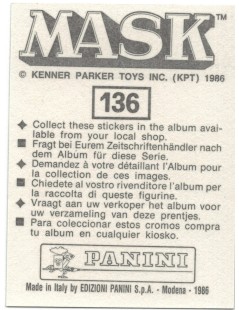 MASK™
© KENNER PARKER TOYS INC. (KPT) 1986
136
◆ Collect these stickers in the album avai-
lable from your local shop.
■ Fragt bei Eurem Zeitschriftenhändler nach
dem Album für diese Serie.
◆ Demandez à votre détaillant l'Album pour
la collection de ces images.
■ Chiedete al vostro rivenditore l'album per
la raccolta di queste figurine.
◆ Vraagt aan uw verkoper het album voor
uw verzameling van deze prentjes.
■ Para coleccionar estos cromos compra
tu album en cualquier kiosko.
PANINI
Made in Italy by EDIZIONI PANINI S.p.A. - Modena - 1986